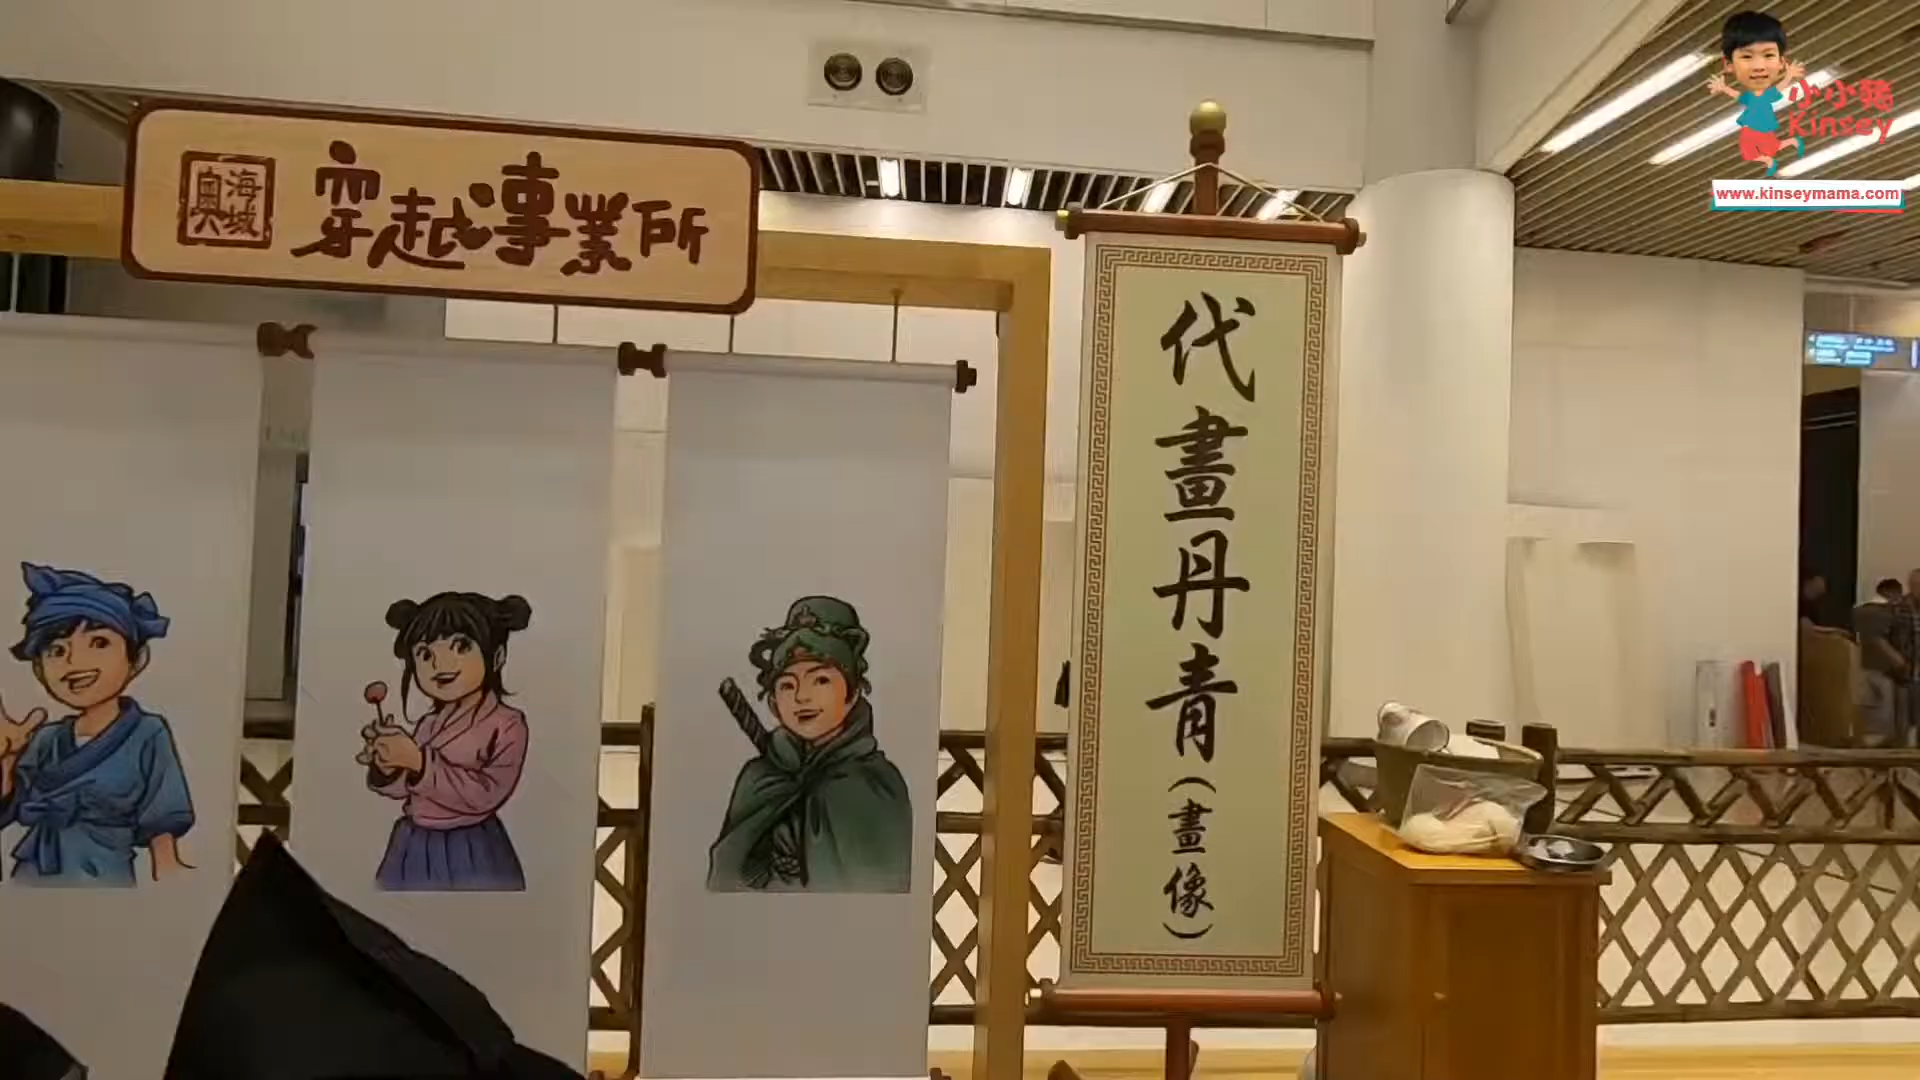 奧海城
穿越事業所
代畫丹青
(畫像)
小小豬
Kinsey
www.kinseymama.com